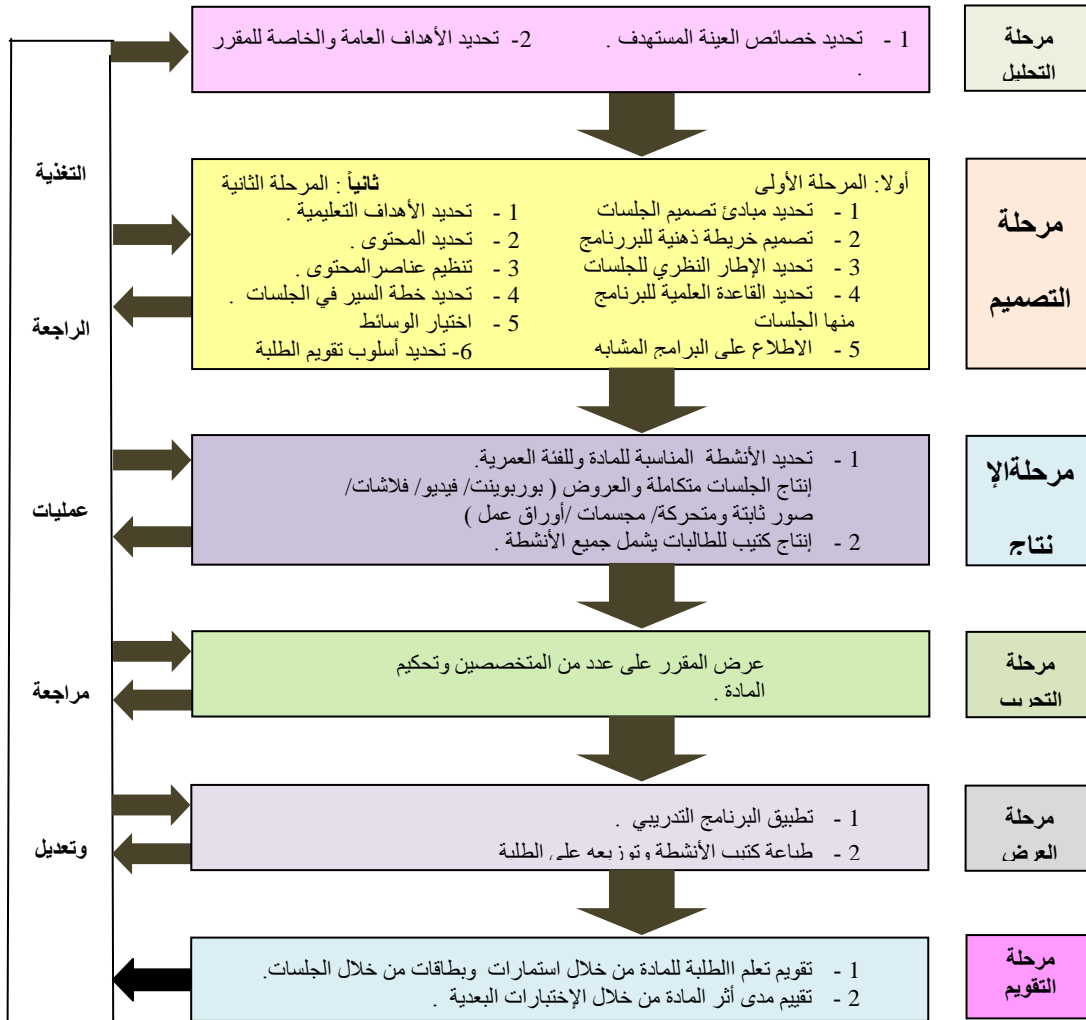 مرحلة
التحليل
1 - تحديد خصائص العينة المستهدف . 2- تحديد الأهداف العامة والخاصة للمقرر
.
مرحلة
التصميم
أولا: المرحلة الأولى
1 - تحديد مبادئ تصميم الجلسات
2 - تصميم خريطة ذهنية للبررنامج
3 - تحديد الإطار النظري للجلسات
4 - تحديد القاعدة العلمية للبرنامج
منها الجلسات
5 - الاطلاع على البرامج المشابه
ثانياً : المرحلة الثانية
1 - تحديد الأهداف التعليمية .
2 - تحديد المحتوى .
3 - تنظيم عناصرالمحتوى .
4 - تحديد خطة السير في الجلسات .
5 - اختيار الوسائط
6- تحديد أسلوب تقويم الطلبة
مرحلةالإ
نتاج
1 - تحديد الأنشطة المناسبة للمادة وللفئة العمرية.
إنتاج الجلسات متكاملة والعروض ( بوربوينت/ فيديو/ فلاشات/
صور ثابتة ومتحركة/ مجسمات /أوراق عمل )
2 - إنتاج كتيب للطالبات يشمل جميع الأنشطة .
مرحلة
التجريب
عرض المقرر على عدد من المتخصصين وتحكيم
المادة .
مرحلة
العرض
1 - تطبيق البرنامج التدريبي .
2 - طباعة كتيب الأنشطة وتوزيعه على الطلبة
مرحلة
التقويم
1 - تقويم تعلم االطلبة للمادة من خلال استمارات وبطاقات من خلال الجلسات.
2 - تقييم مدى أثر المادة من خلال الإختبارات البعدية .
التغذية
الراجعة
عمليات
مراجعة
وتعديل